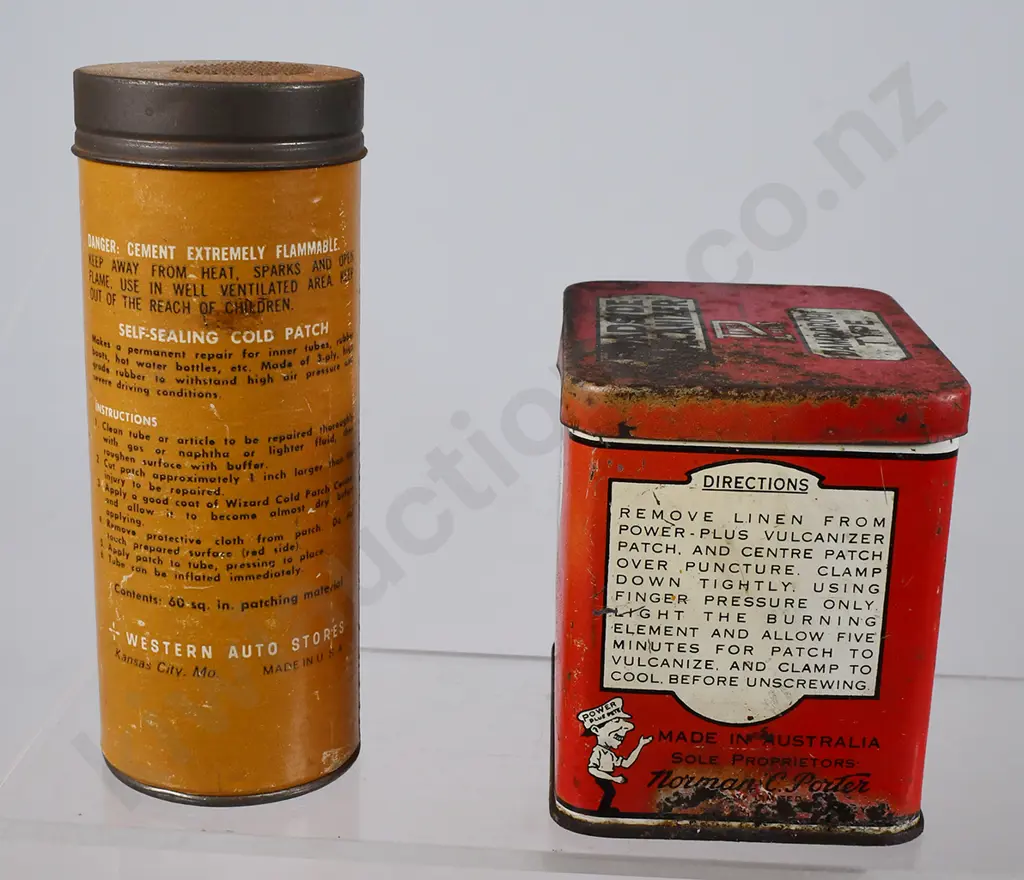 DANGER: CEMENT EXTREMELY FLAMMABLE.
KEEP AWAY FROM HEAT, SPARKS AND OPEN
FLAME. USE IN WELL VENTILATED AREA. KEEP
OUT OF THE REACH OF CHILDREN.
SELF-SEALING COLD PATCH
Makes a permanent repair for inner tubes, rubber
boots, hot water bottles, etc. Made of 3-ply, high
grade rubber to withstand high air pressure
severe driving conditions.
INSTRUCTIONS
1. Clean tube or article to be repaired thoroughly
with gas or naphtha or lighter fluid, then
roughen surface with buffer.
2. Cut patch approximately 1 inch larger than
injury to be repaired.
3. Apply a good coat of Wizard Cold Patch Cement
and allow it to become almost dry before
applying.
4. Remove protective cloth from patch. Do not
touch prepared surface (red side).
5. Apply patch to tube, pressing to place.
6. Tube can be inflated immediately.
Contents: 60 sq. in. patching material
WESTERN AUTO STORES
Kansas City, Mo. MADE IN U.S.A.
DIRECTIONS
REMOVE LINEN FROM
POWER-PLUS VULCANIZER
PATCH, AND CENTRE PATCH
OVER PUNCTURE. CLAMP
DOWN TIGHTLY, USING
FINGER PRESSURE ONLY.
LIGHT THE BURNING
ELEMENT AND ALLOW FIVE
MINUTES FOR PATCH TO
VULCANIZE, AND CLAMP TO
COOL, BEFORE UNSCREWING.
POWER
PLUS PETE
MADE IN AUSTRALIA
SOLE PROPRIETORS:
Norman C. Porter